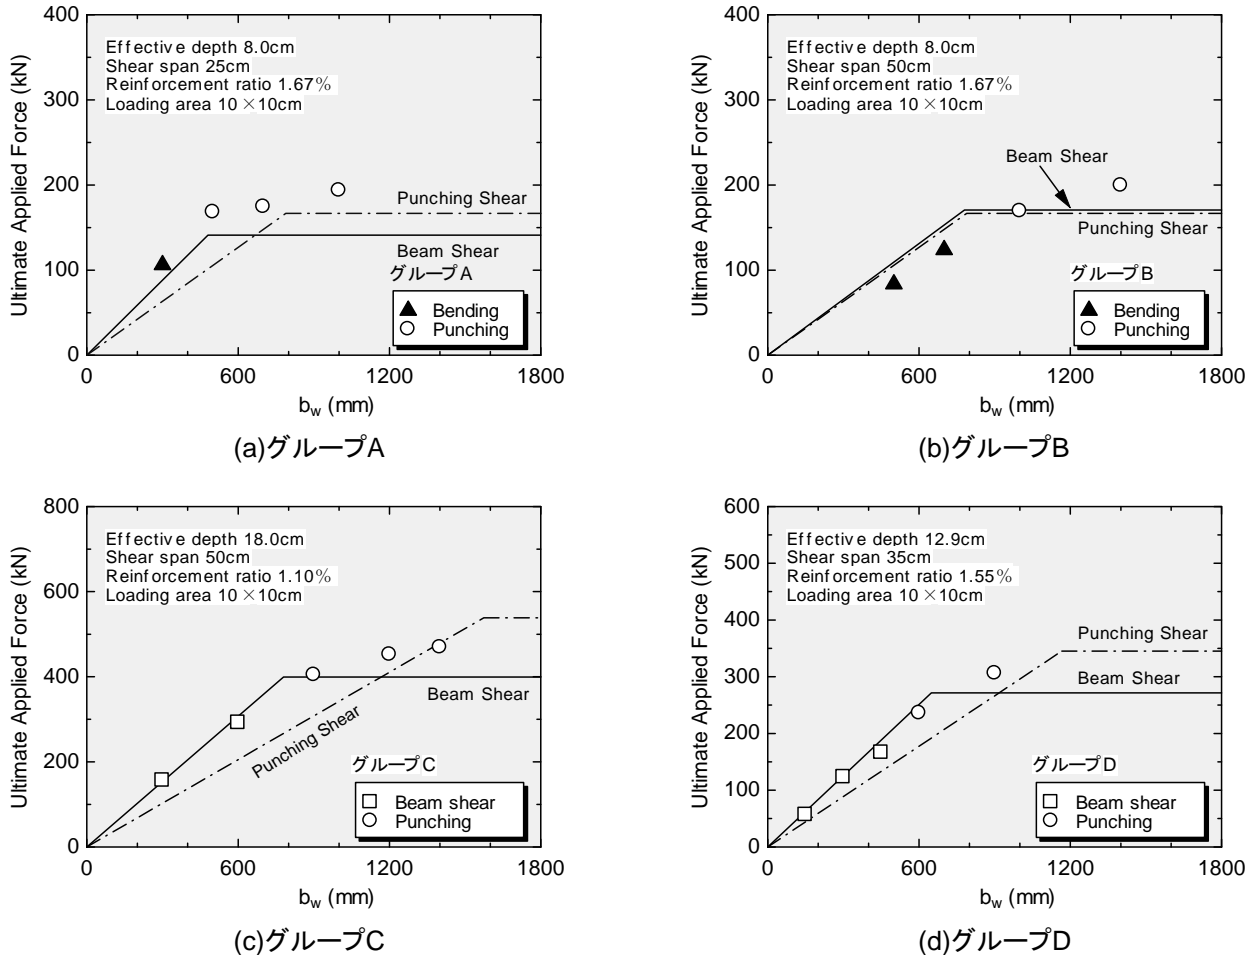 Ultimate Applied Force (kN)
400
300
200
100
0
Effective depth 8.0cm
Shear span 25cm
Reinforcement ratio 1.67%
Loading area 10 ×10cm
Punching Shear
Beam Shear
グループA
Bending
Punching
0
600
1200
1800
bw (mm)
(a)グループA
Ultimate Applied Force (kN)
400
300
200
100
0
Effective depth 8.0cm
Shear span 50cm
Reinforcement ratio 1.67%
Loading area 10 ×10cm
Beam Shear
Punching Shear
グループB
Bending
Punching
0
600
1200
1800
bw (mm)
(b)グループB
Ultimate Applied Force (kN)
800
600
400
200
0
Effective depth 18.0cm
Shear span 50cm
Reinforcement ratio 1.10%
Loading area 10 ×10cm
Beam Shear
Punching Shear
グループC
Beam shear
Punching
0
600
1200
1800
bw (mm)
(c)グループC
Ultimate Applied Force (kN)
600
500
400
300
200
100
0
Effective depth 12.9cm
Shear span 35cm
Reinforcement ratio 1.55%
Loading area 10 ×10cm
Punching Shear
Beam Shear
グループD
Beam shear
Punching
0
600
1200
1800
bw (mm)
(d)グループD